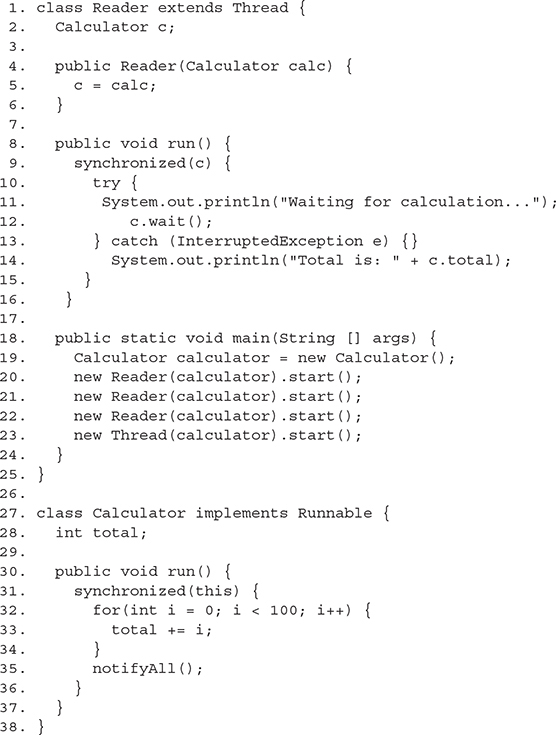 1. class Reader extends Thread {
2.   Calculator c;
3.
4.   public Reader(Calculator calc) {
5.     c = calc;
6.   }
7.
8.   public void run() {
9.     synchronized(c) {
10.       try {
11.        System.out.println("Waiting for calculation...");
12.           c.wait();
13.       } catch (InterruptedException e) {}
14.         System.out.println("Total is: " + c.total);
15.      }
16.    }
17.
18.   public static void main(String [] args) {
19.     Calculator calculator = new Calculator();
20.     new Reader(calculator).start();
21.     new Reader(calculator).start();
22.     new Reader(calculator).start();
23.     new Thread(calculator).start();
24.   }
25. }
26.
27. class Calculator implements Runnable {
28.   int total;
29.
30.   public void run() {
31.     synchronized(this) {
32.       for(int i = 0; i < 100; i++) {
33.         total += i;
34.       }
35.       notifyAll();
36.     }
37.   }
38. }